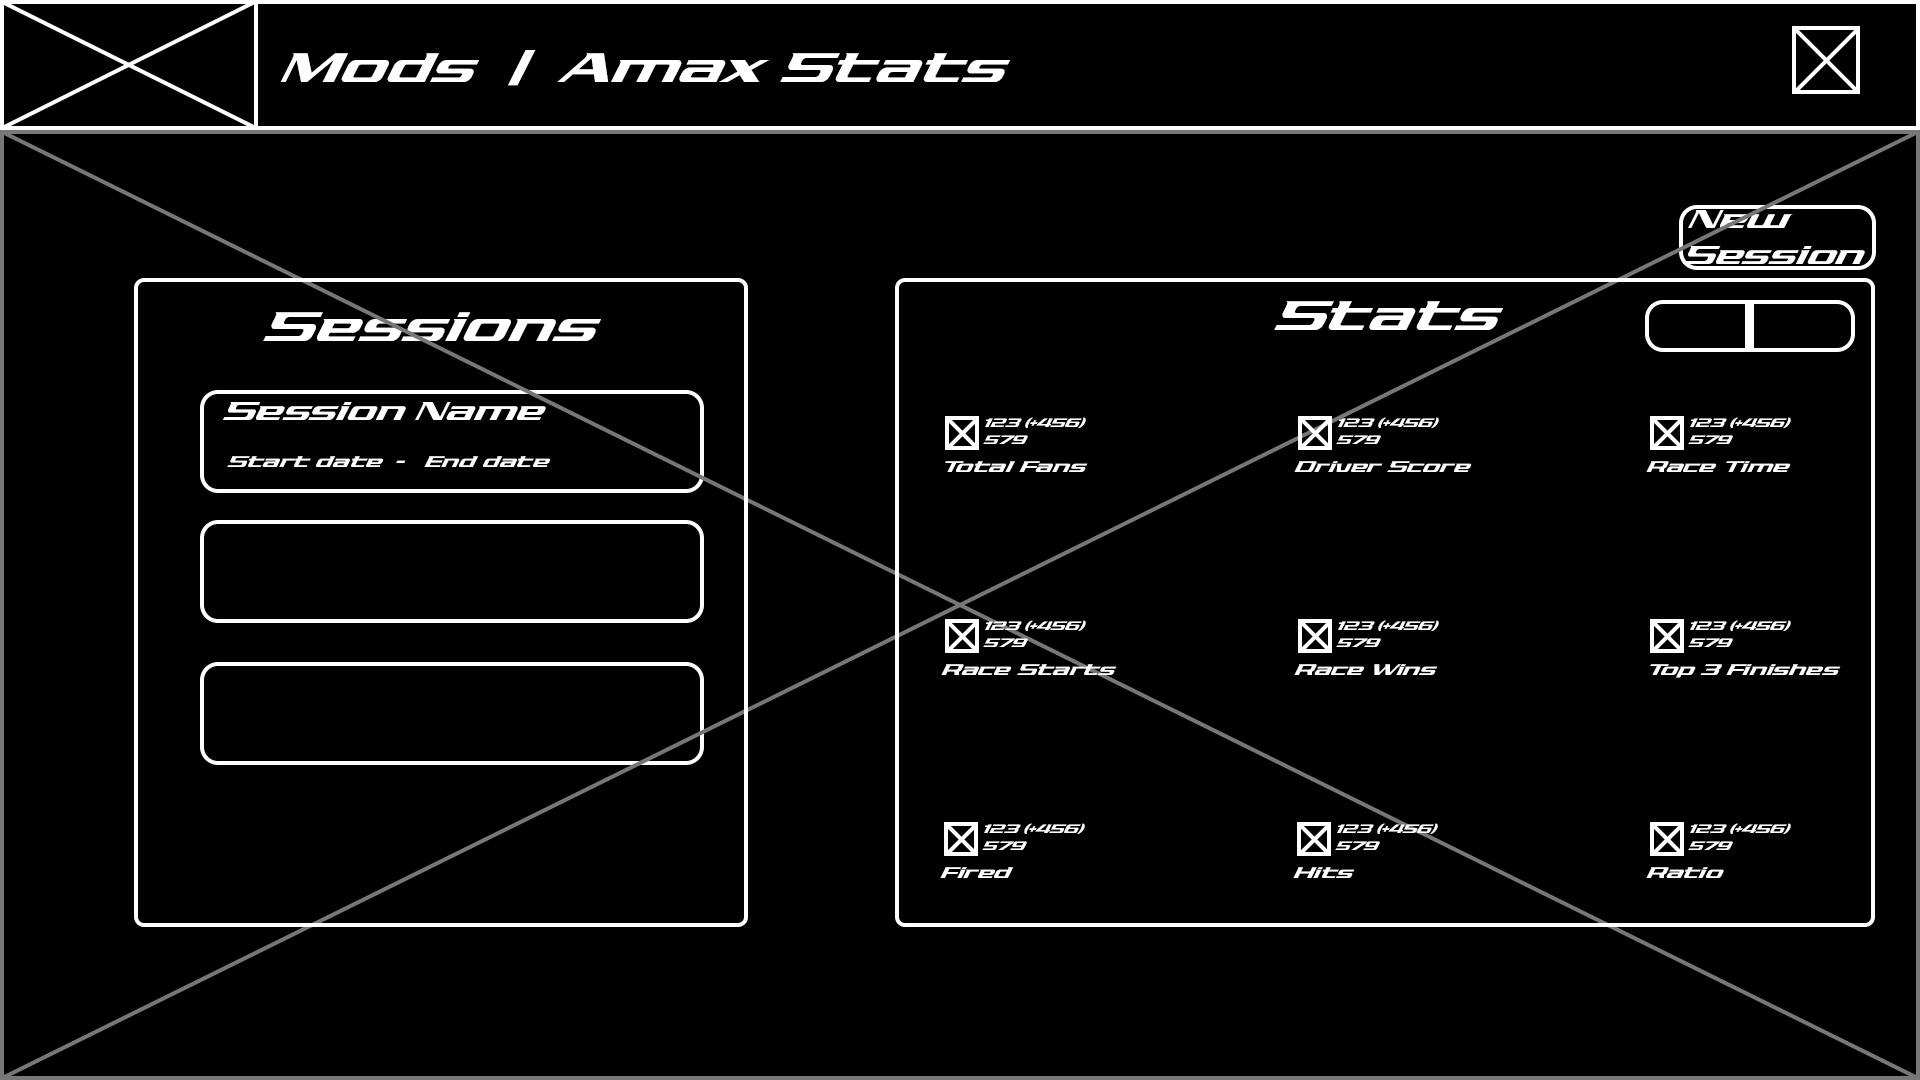 Mods / Amax Stats
New
Session
Sessions
Session Name
Start date - End date
Stats
123 (+456)
579
Total Fans
123 (+456)
579
Driver Score
123 (+456)
579
Race Time
123 (+456)
579
Race Starts
123 (+456)
579
Race Wins
123 (+456)
579
Top 3 Finishes
123 (+456)
579
Fired
123 (+456)
579
Hits
123 (+456)
579
Ratio